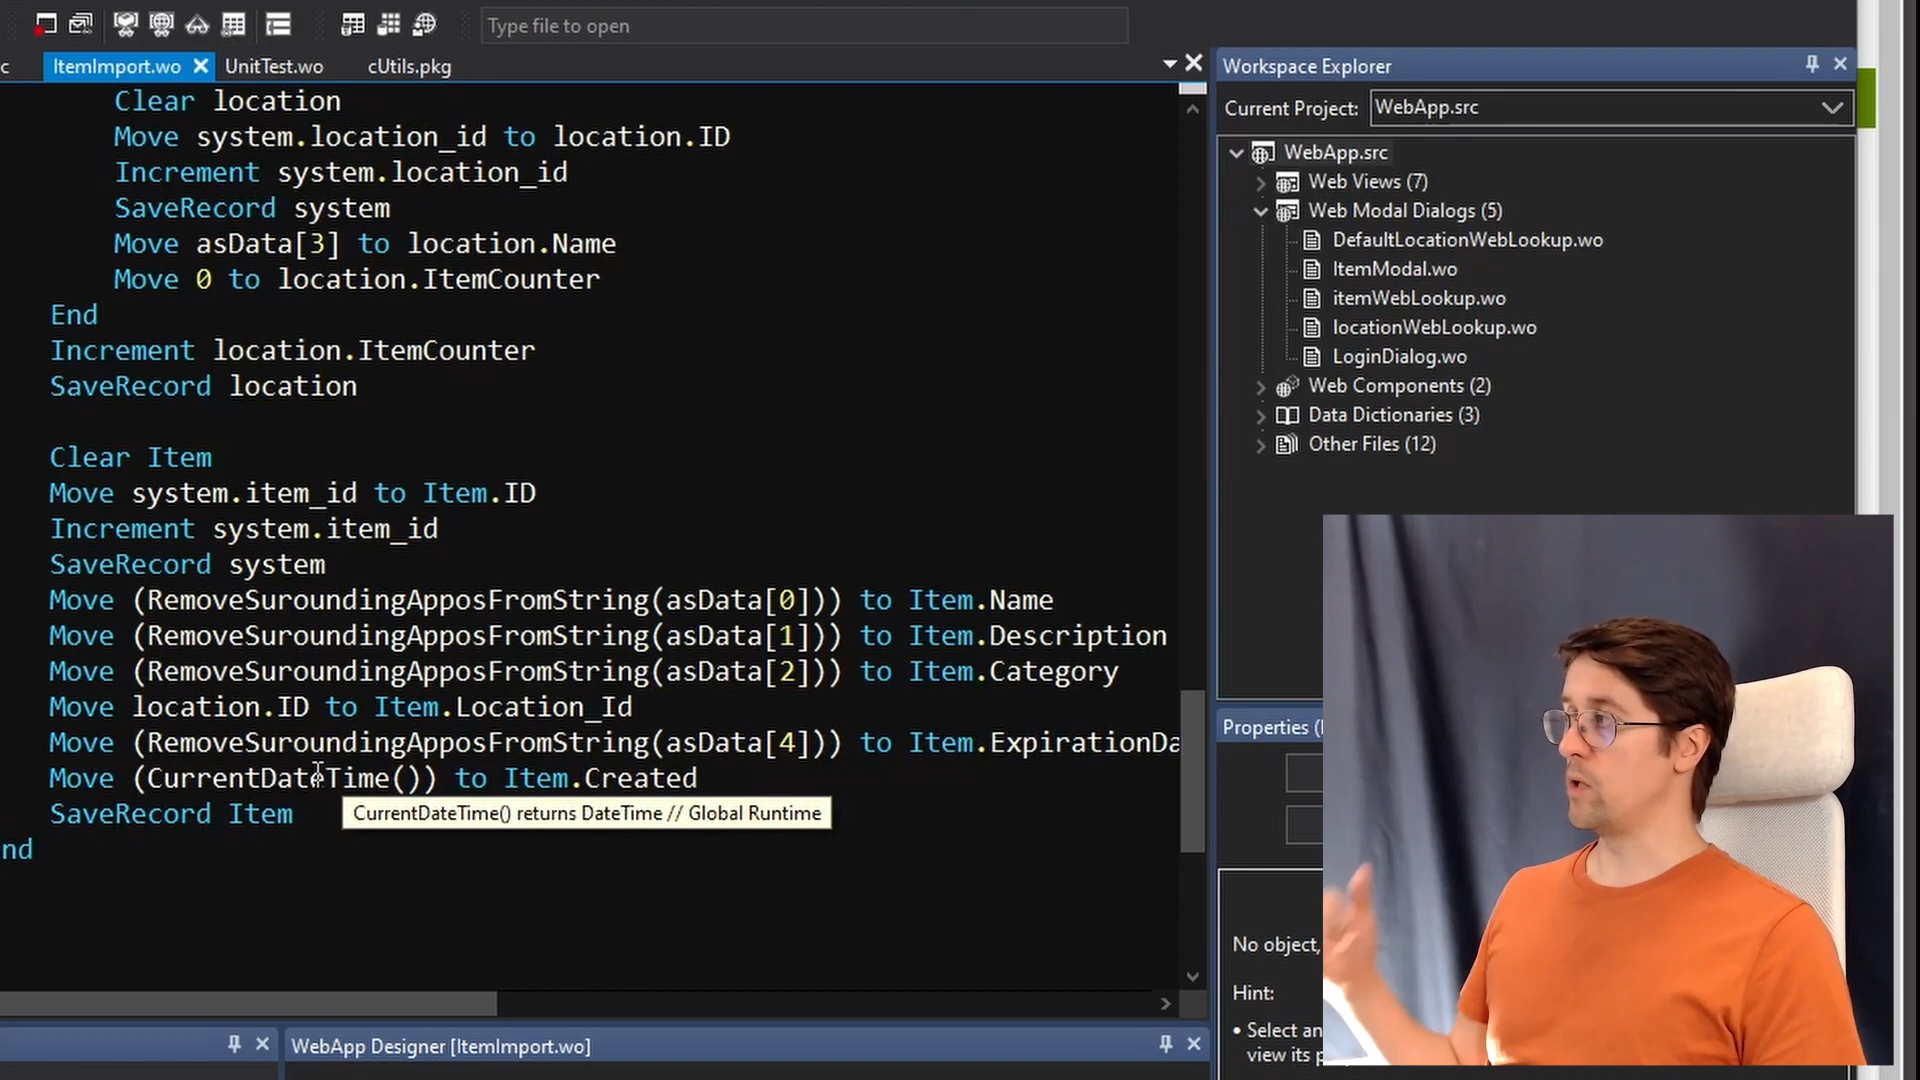 Type file to open
c ItemImport.wo UnitTest.wo cUtils.pkg
Clear location
Move system.location_id to location.ID
Increment system.location_id
SaveRecord system
Move asData[3] to location.Name
Move 0 to location.ItemCounter
End
Increment location.ItemCounter
SaveRecord location
Clear Item
Move system.item_id to Item.ID
Increment system.item_id
SaveRecord system
Move (RemoveSuroundingApposFromString(asData[0])) to Item.Name
Move (RemoveSuroundingApposFromString(asData[1])) to Item.Description
Move (RemoveSuroundingApposFromString(asData[2])) to Item.Category
Move location.ID to Item.Location_Id
Move (RemoveSuroundingApposFromString(asData[4])) to Item.ExpirationDa
Move (CurrentDateTime()) to Item.Created
SaveRecord Item
CurrentDateTime() returns DateTime // Global Runtime
nd
WebApp Designer [ItemImport.wo]
Workspace Explorer
Current Project: WebApp.src
WebApp.src
Web Views (7)
Web Modal Dialogs (5)
DefaultLocationWebLookup.wo
ItemModal.wo
itemWebLookup.wo
locationWebLookup.wo
LoginDialog.wo
Web Components (2)
Data Dictionaries (3)
Other Files (12)
Properties (
No object,
Hint:
• Select an
view its p